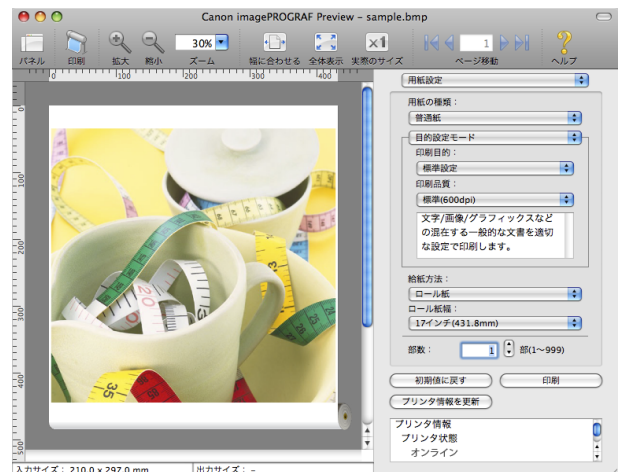 Canon imagePROGRAF Preview – sample.bmp
30%
1
パネル 印刷 拡大 縮小 ズーム 幅に合わせる 全体表示 実際のサイズ ページ移動 ヘルプ
0 100 200 300 400
0
100
200
300
400
500
用紙設定
用紙の種類：
普通紙
目的設定モード
印刷目的：
標準設定
印刷品質：
標準(600dpi)
文字/画像/グラフィックスなど
の混在する一般的な文書を適切
な設定で印刷します。
給紙方法：
ロール紙
ロール紙幅：
17インチ(431.8mm)
部数： 1 部(1〜999)
初期値に戻す 印刷
プリンタ情報を更新
プリンタ情報
プリンタ状態
オンライン
入力サイズ： 210.0 x 297.0 mm 出力サイズ： –